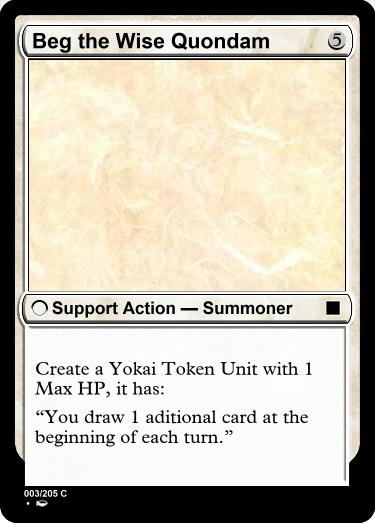 Beg the Wise Quondam 5
Support Action — Summoner
Create a Yokai Token Unit with 1
Max HP, it has:
“You draw 1 aditional card at the
beginning of each turn.”
003/205 C